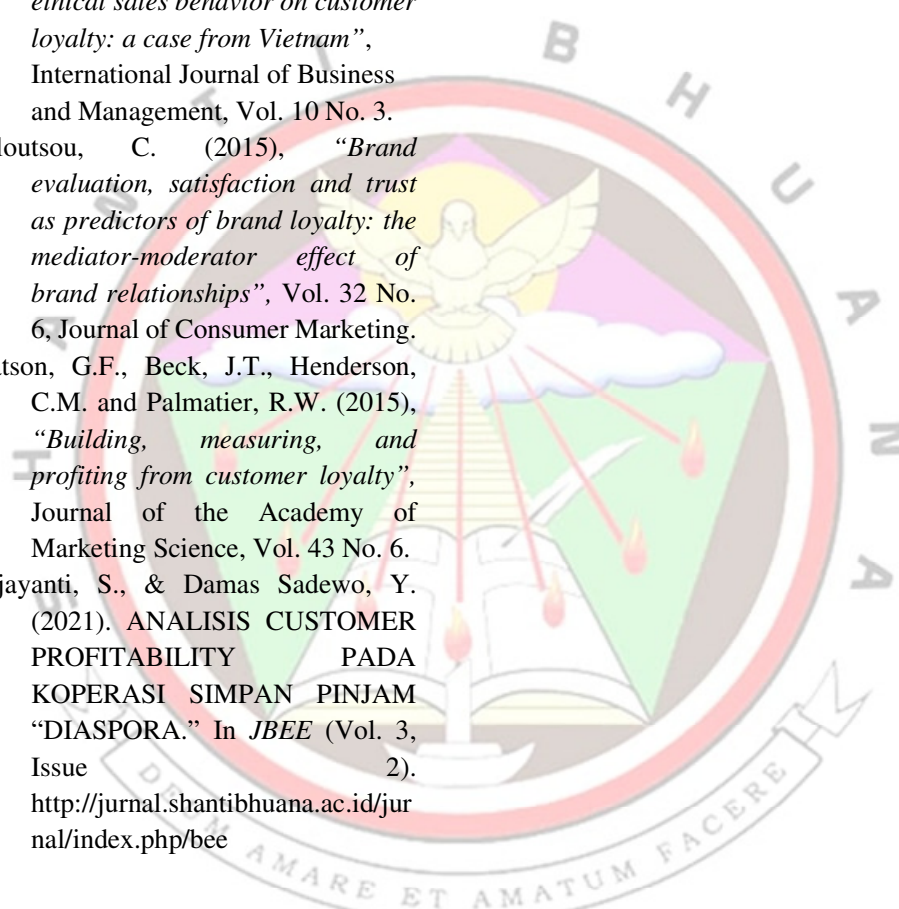 ethical sales behavior on customer
loyalty: a case from Vietnam”,
International Journal of Business
and Management, Vol. 10 No. 3.
loutsou, C. (2015), “Brand
evaluation, satisfaction and trust
as predictors of brand loyalty: the
mediator-moderator effect of
brand relationships”, Vol. 32 No.
6, Journal of Consumer Marketing.
atson, G.F., Beck, J.T., Henderson,
C.M. and Palmatier, R.W. (2015),
“Building, measuring, and
profiting from customer loyalty”,
Journal of the Academy of
Marketing Science, Vol. 43 No. 6.
jayanti, S., & Damas Sadewo, Y.
(2021). ANALISIS CUSTOMER
PROFITABILITY PADA
KOPERASI SIMPAN PINJAM
“DIASPORA.” In JBEE (Vol. 3,
Issue 2).
http://jurnal.shantibhuana.ac.id/jur
nal/index.php/bee
SHANTI BHUANA
DEUM AMARE ET AMATUM FACERE